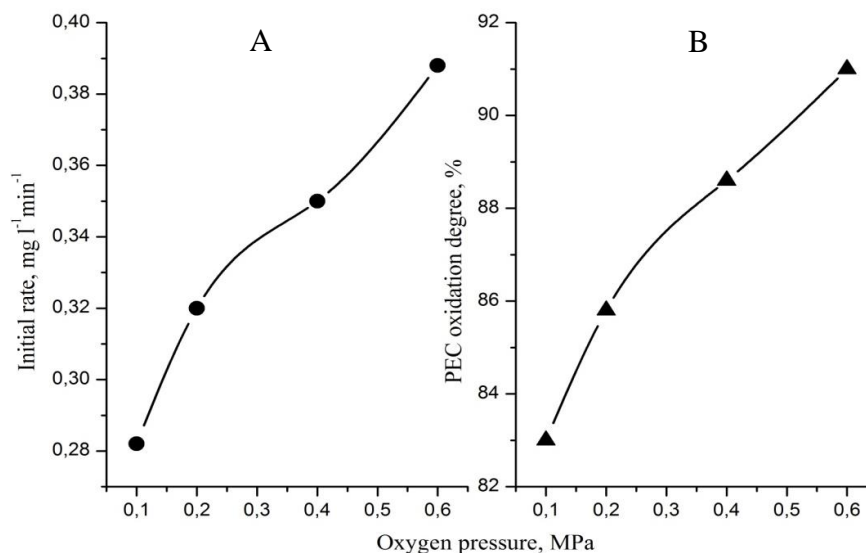 A
Initial rate, mg l⁻¹ min⁻¹
0,40
0,38
0,36
0,34
0,32
0,30
0,28
0,1 0,2 0,3 0,4 0,5 0,6
B
PEC oxidation degree, %
92
90
88
86
84
82
0,1 0,2 0,3 0,4 0,5 0,6
Oxygen pressure, MPa